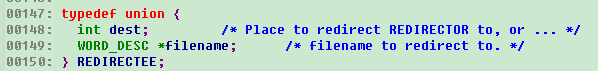 00147: typedef union {
00148:   int dest;            /* Place to redirect REDIRECTOR to, or ... */
00149:   WORD_DESC *filename;       /* filename to redirect to. */
00150: } REDIRECTEE;